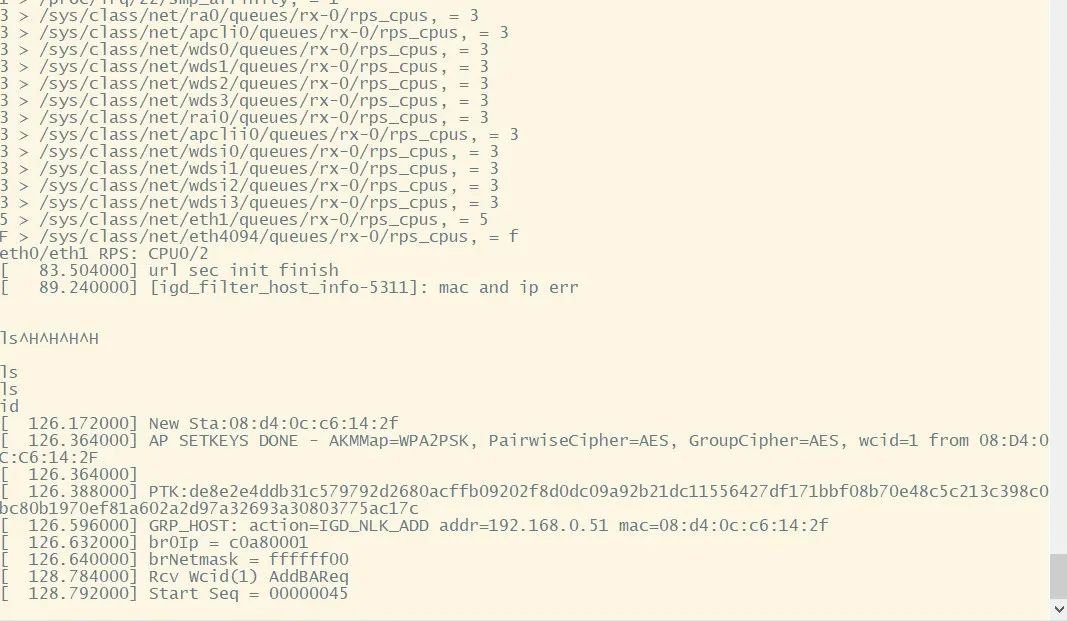 3 > /sys/class/net/ra0/queues/rx-0/rps_cpus, = 3
3 > /sys/class/net/apcli0/queues/rx-0/rps_cpus, = 3
3 > /sys/class/net/wds0/queues/rx-0/rps_cpus, = 3
3 > /sys/class/net/wds1/queues/rx-0/rps_cpus, = 3
3 > /sys/class/net/wds2/queues/rx-0/rps_cpus, = 3
3 > /sys/class/net/wds3/queues/rx-0/rps_cpus, = 3
3 > /sys/class/net/rai0/queues/rx-0/rps_cpus, = 3
3 > /sys/class/net/apclii0/queues/rx-0/rps_cpus, = 3
3 > /sys/class/net/wdsi0/queues/rx-0/rps_cpus, = 3
3 > /sys/class/net/wdsi1/queues/rx-0/rps_cpus, = 3
3 > /sys/class/net/wdsi2/queues/rx-0/rps_cpus, = 3
3 > /sys/class/net/wdsi3/queues/rx-0/rps_cpus, = 3
5 > /sys/class/net/eth1/queues/rx-0/rps_cpus, = 5
F > /sys/class/net/eth4094/queues/rx-0/rps_cpus, = f
eth0/eth1 RPS: CPU0/2
[   83.504000] url sec init finish
[   89.240000] [igd_filter_host_info-5311]: mac and ip err
ls^H^H^H^H
ls
ls
id
[  126.172000] New Sta:08:d4:0c:c6:14:2f
[  126.364000] AP SETKEYS DONE - AKMMap=WPA2PSK, PairwiseCipher=AES, GroupCipher=AES, wcid=1 from 08:D4:0
C:C6:14:2F
[  126.364000]
[  126.388000] PTK:de8e2e4ddb31c579792d2680acffb09202f8d0dc09a92b21dc11556427df171bbf08b70e48c5c213c398c0
bc80b1970ef81a602a2d97a32693a30803775ac17c
[  126.596000] GRP_HOST: action=IGD_NLK_ADD addr=192.168.0.51 mac=08:d4:0c:c6:14:2f
[  126.632000] br0Ip = c0a80001
[  126.640000] brNetmask = ffffff00
[  128.784000] Rcv Wcid(1) AddBAReq
[  128.792000] Start Seq = 00000045